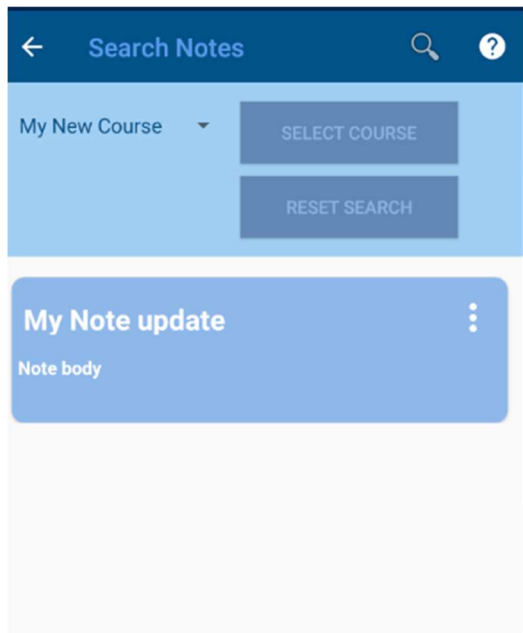 Search Notes
?
My New Course
SELECT COURSE
RESET SEARCH
My Note update
Note body